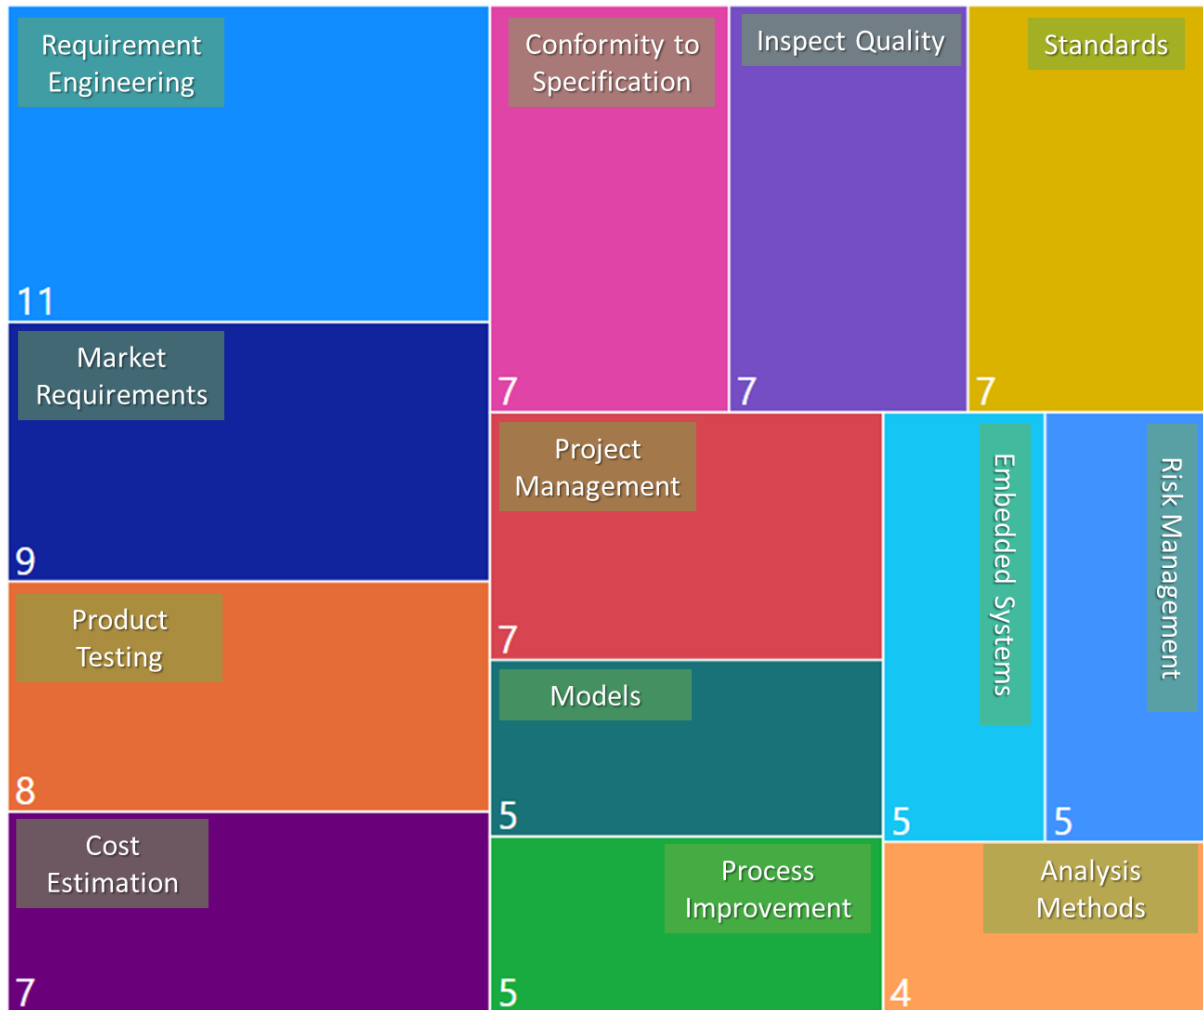 Requirement
Engineering
11
Market
Requirements
9
Product
Testing
8
Cost
Estimation
7
Conformity to
Specification
7
Inspect Quality
7
Standards
7
Project
Management
7
Models
5
Process
Improvement
5
Embedded Systems
5
Risk Management
5
Analysis
Methods
4